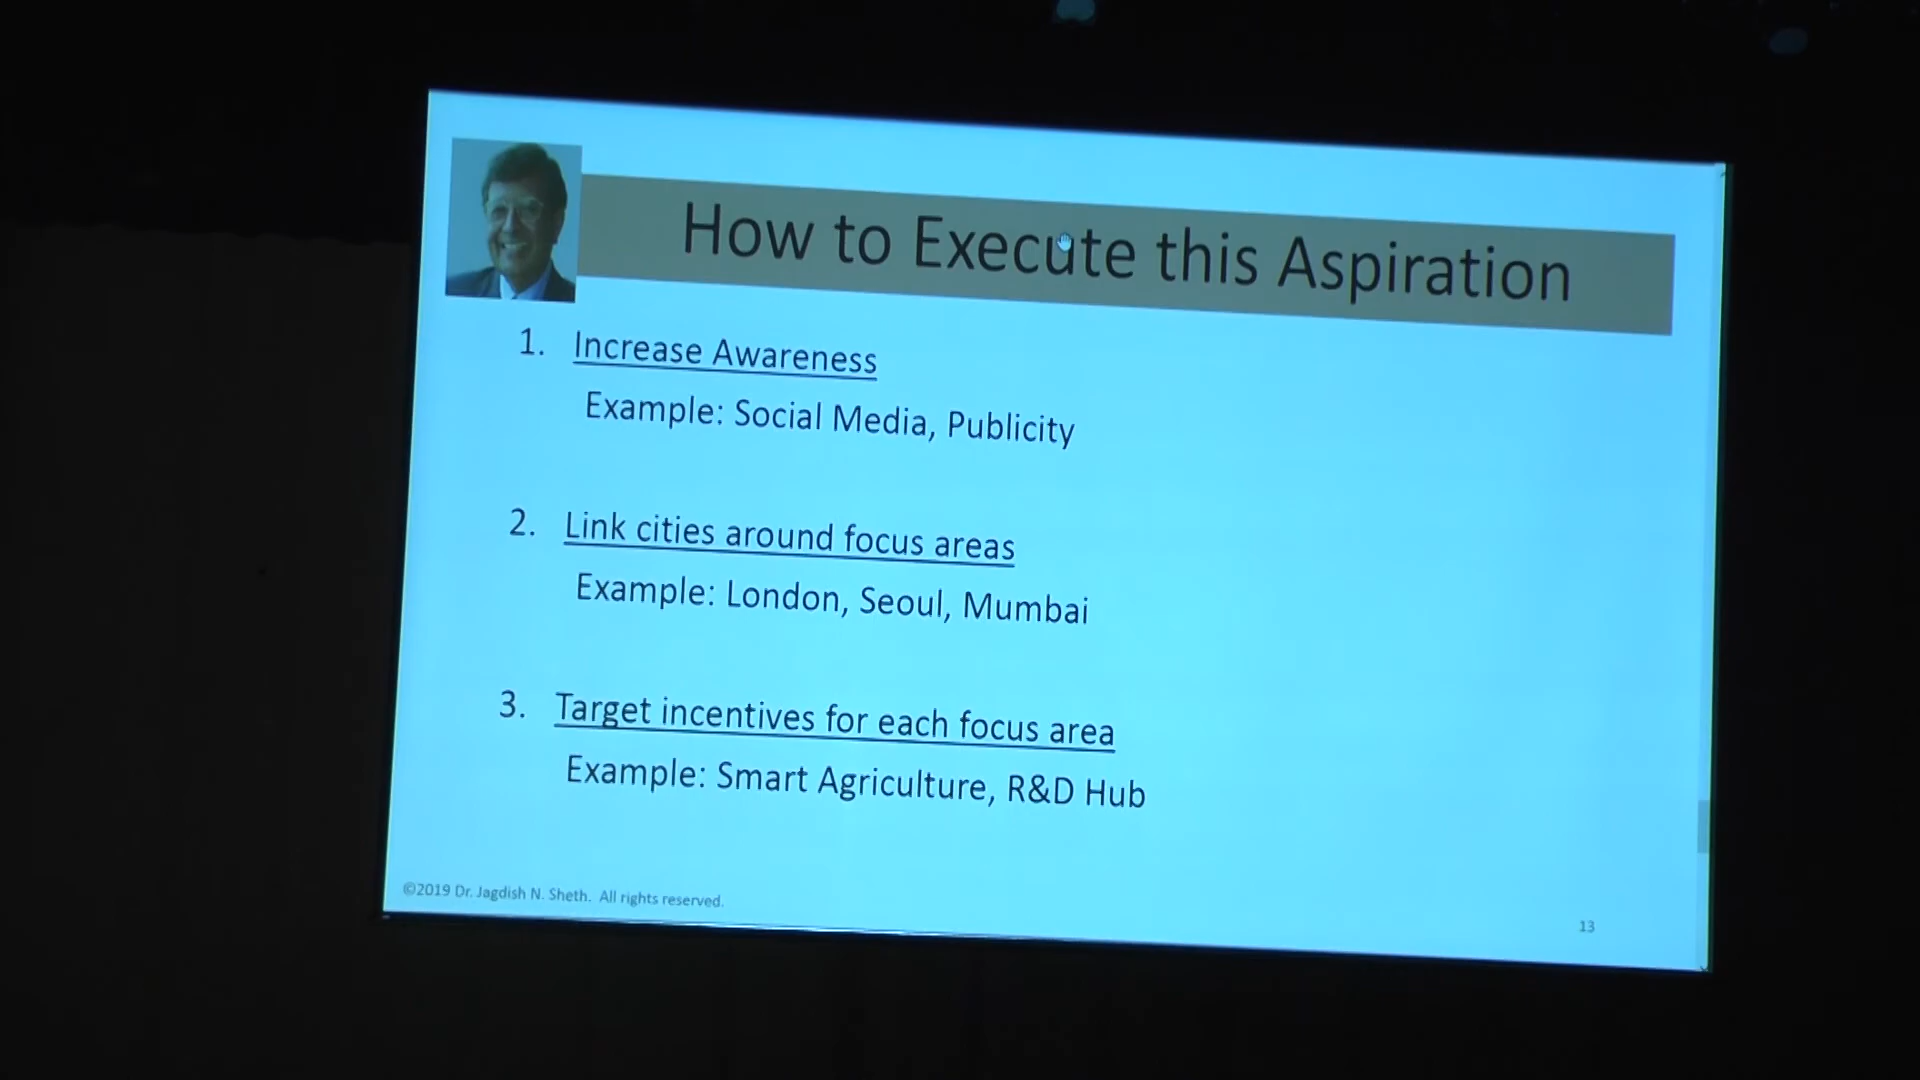 How to Execute this Aspiration
1. Increase Awareness
Example: Social Media, Publicity
2. Link cities around focus areas
Example: London, Seoul, Mumbai
3. Target incentives for each focus area
Example: Smart Agriculture, R&D Hub
©2019 Dr. Jagdish N. Sheth. All rights reserved.
13